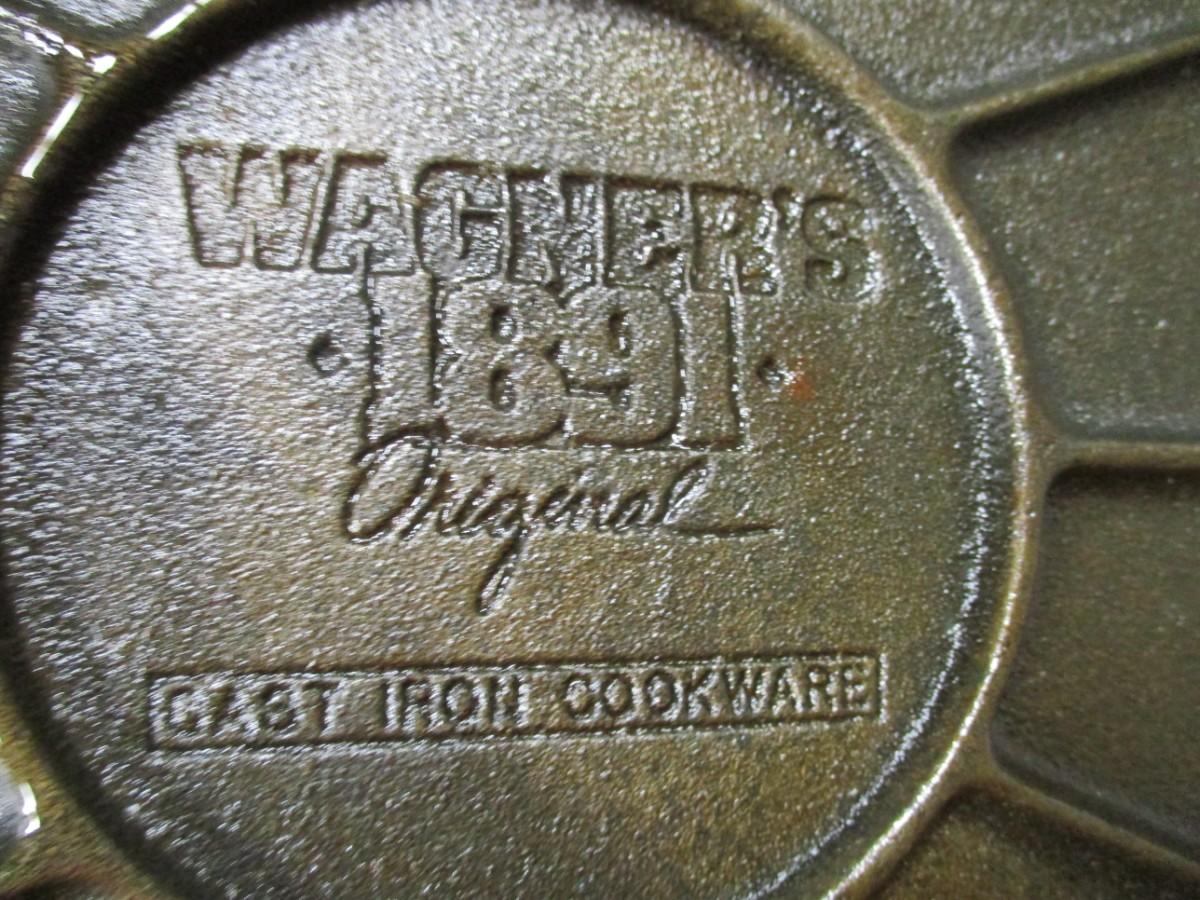 WAGNER'S
·1891·
Original
CAST IRON COOKWARE